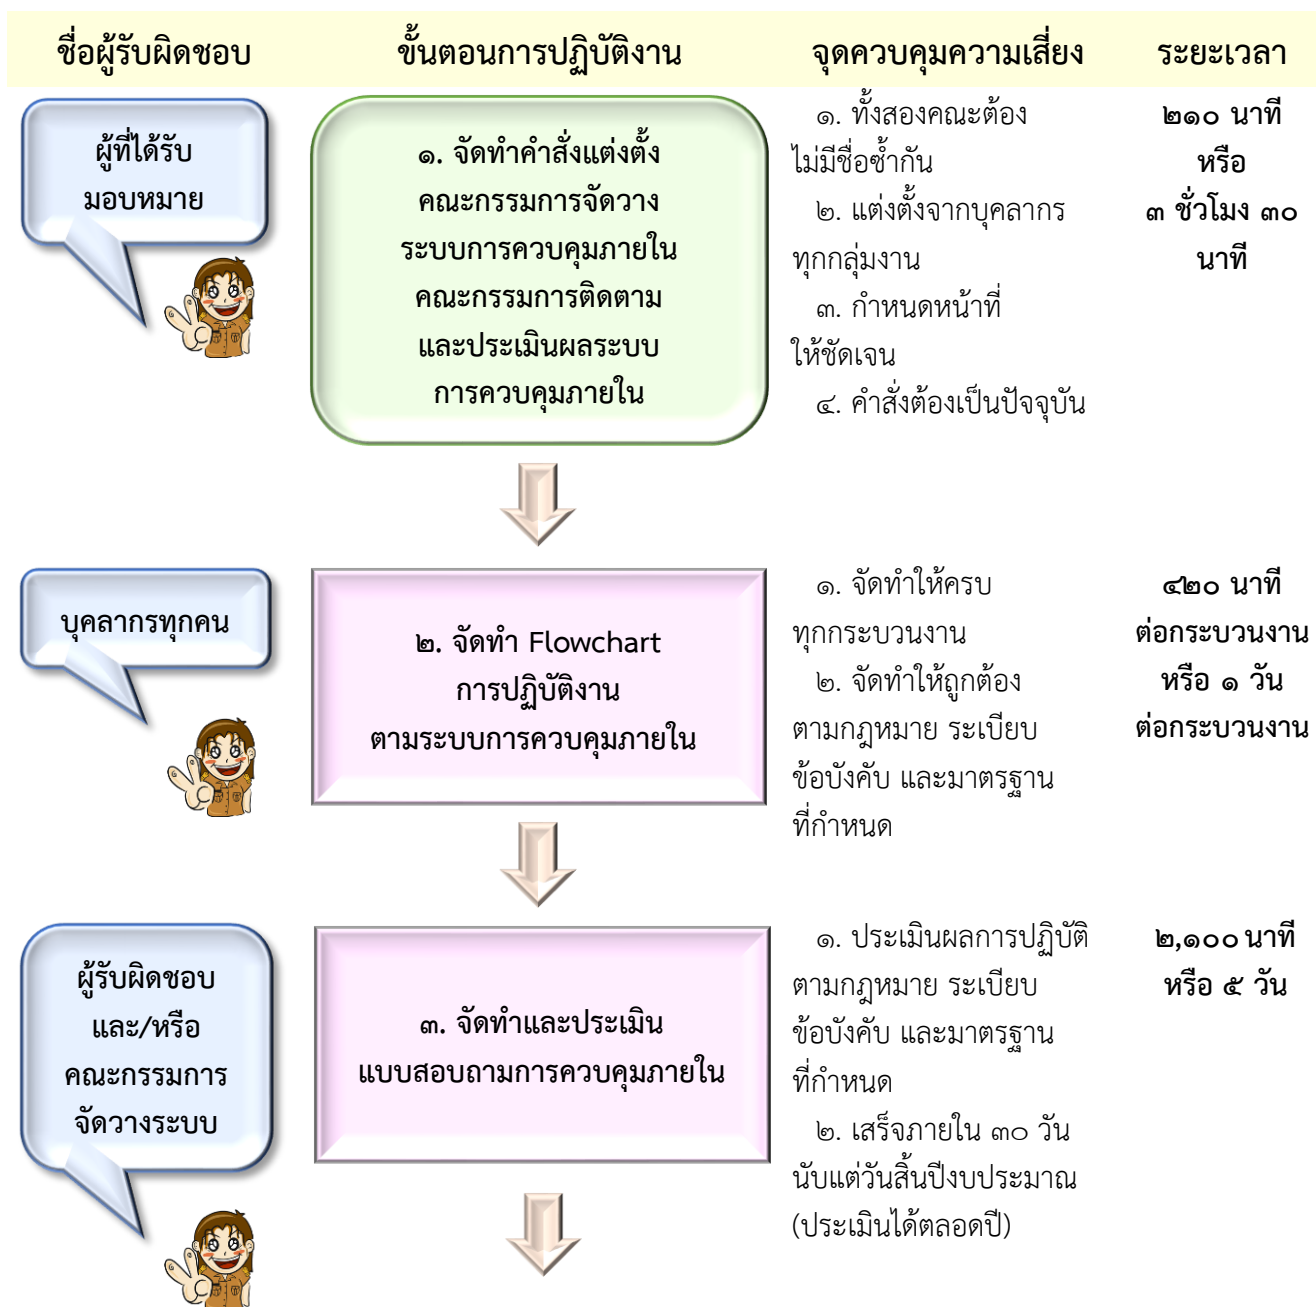 ชื่อผู้รับผิดชอบ ขั้นตอนการปฏิบัติงาน จุดควบคุมความเสี่ยง ระยะเวลา
ผู้ที่ได้รับ
มอบหมาย
๑. จัดทำคำสั่งแต่งตั้ง
คณะกรรมการจัดวาง
ระบบการควบคุมภายใน
คณะกรรมการติดตาม
และประเมินผลระบบ
การควบคุมภายใน
๑. ทั้งสองคณะต้อง
ไม่มีชื่อซ้ำกัน
๒. แต่งตั้งจากบุคลากร
ทุกกลุ่มงาน
๓. กำหนดหน้าที่
ให้ชัดเจน
๔. คำสั่งต้องเป็นปัจจุบัน
๒๑๐ นาที
หรือ
๓ ชั่วโมง ๓๐
นาที
บุคลากรทุกคน
๒. จัดทำ Flowchart
การปฏิบัติงาน
ตามระบบการควบคุมภายใน
๑. จัดทำให้ครบ
ทุกกระบวนงาน
๒. จัดทำให้ถูกต้อง
ตามกฎหมาย ระเบียบ
ข้อบังคับ และมาตรฐาน
ที่กำหนด
๔๒๐ นาที
ต่อกระบวนงาน
หรือ ๑ วัน
ต่อกระบวนงาน
ผู้รับผิดชอบ
และ/หรือ
คณะกรรมการ
จัดวางระบบ
๓. จัดทำและประเมิน
แบบสอบถามการควบคุมภายใน
๑. ประเมินผลการปฏิบัติ
ตามกฎหมาย ระเบียบ
ข้อบังคับ และมาตรฐาน
ที่กำหนด
๒. เสร็จภายใน ๓๐ วัน
นับแต่วันสิ้นปีงบประมาณ
(ประเมินได้ตลอดปี)
๒,๑๐๐ นาที
หรือ ๕ วัน